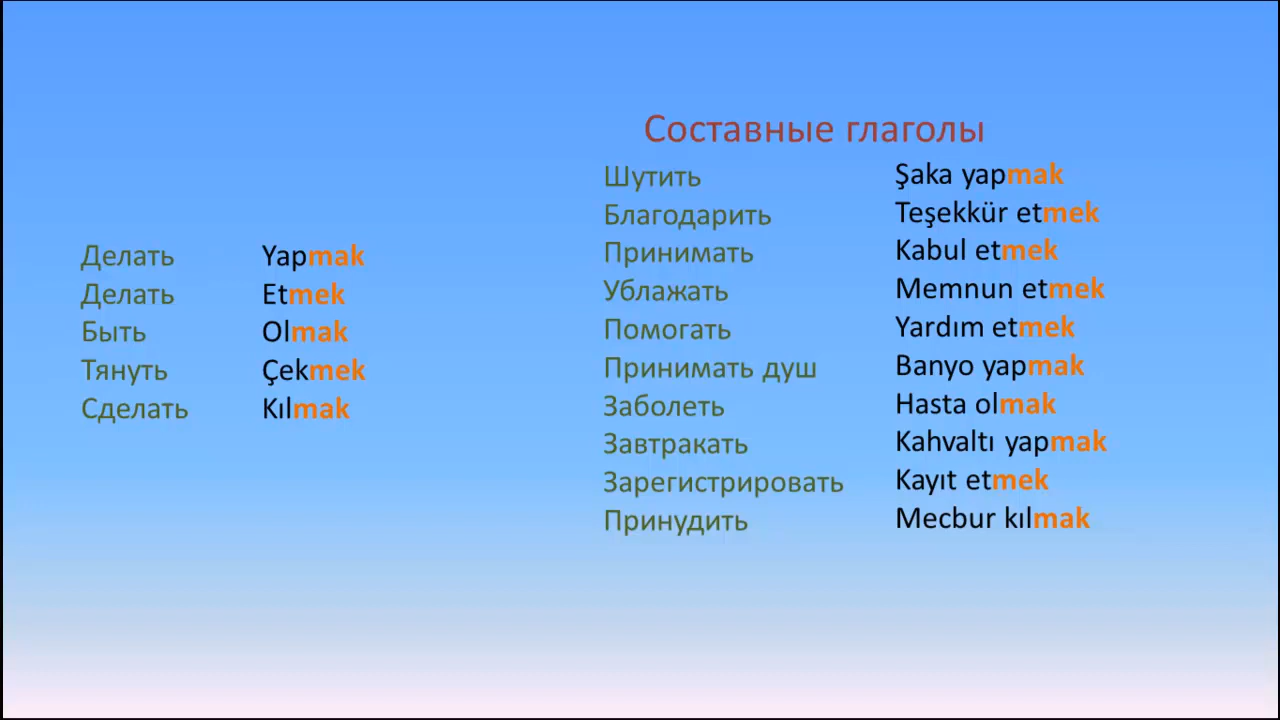 Составные глаголы
Делать Yapmak
Делать Etmek
Быть Olmak
Тянуть Çekmek
Сделать Kılmak
Шутить Şaka yapmak
Благодарить Teşekkür etmek
Принимать Kabul etmek
Ублажать Memnun etmek
Помогать Yardım etmek
Принимать душ Banyo yapmak
Заболеть Hasta olmak
Завтракать Kahvaltı yapmak
Зарегистрировать Kayıt etmek
Принудить Mecbur kılmak